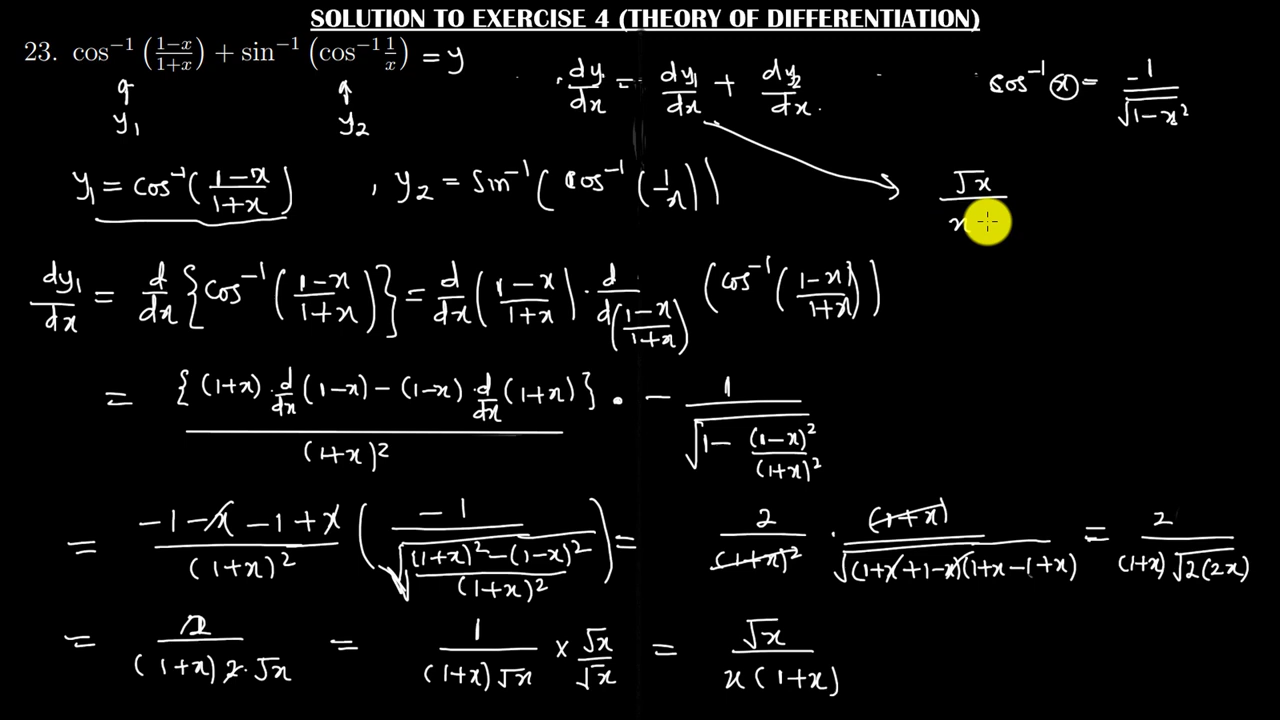 SOLUTION TO EXERCISE 4 (THEORY OF DIFFERENTIATION)
23. cos⁻¹ ((1−x)/(1+x)) + sin⁻¹ (cos⁻¹ 1/x) = y
dy/dx = dy₁/dx + dy₂/dx.
cos⁻¹ (x) = −1/√(1−x²)
y₁
y₂
y₁ = cos⁻¹((1−x)/(1+x)) , y₂ = sin⁻¹(cos⁻¹(1/x))
√x/x
dy₁/dx = d/dx {cos⁻¹((1−x)/(1+x))} = d/dx ((1−x)/(1+x)) · d/d((1−x)/(1+x)) (cos⁻¹((1−x)/(1+x)))
= {(1+x) · d/dx (1−x) − (1−x) · d/dx (1+x)}/(1+x)² · − 1/√(1 − (1−x)²/(1+x)²)
= (−1−x−1+x)/(1+x)² (−1/√(((1+x)²−(1−x)²)/(1+x)²)) = 2/(1+x)² · (1+x)/√((1+x+1−x)(1+x−1+x)) = 2/((1+x)√2(2x))
= 2/((1+x)2·√x) = 1/((1+x)√x) × √x/√x = √x/(x(1+x))